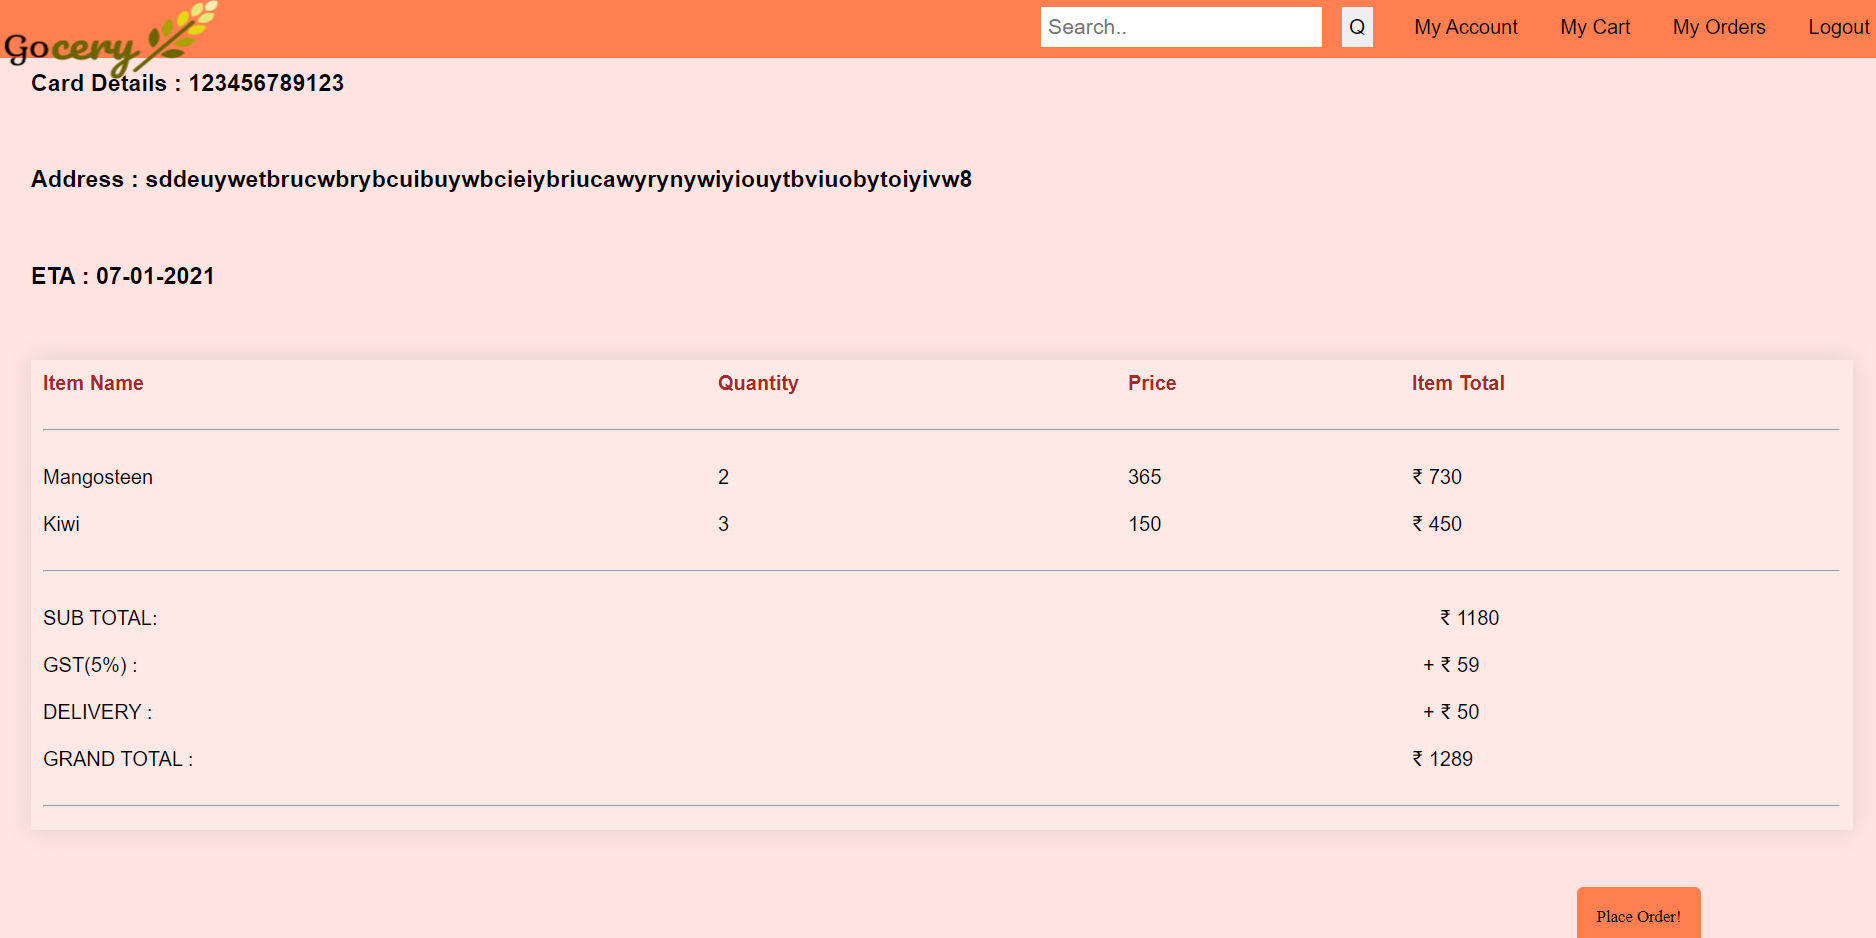 Gocery Search.. Q My Account My Cart My Orders Logout
Card Details : 123456789123
Address : sddeuywetbrucwbrybcuibuywbcieiybriucawyrynywiyiouytbviuobytoiyivw8
ETA : 07-01-2021
Item Name Quantity Price Item Total
Mangosteen 2 365 ₹ 730
Kiwi 3 150 ₹ 450
SUB TOTAL: ₹ 1180
GST(5%) : + ₹ 59
DELIVERY : + ₹ 50
GRAND TOTAL : ₹ 1289
Place Order!